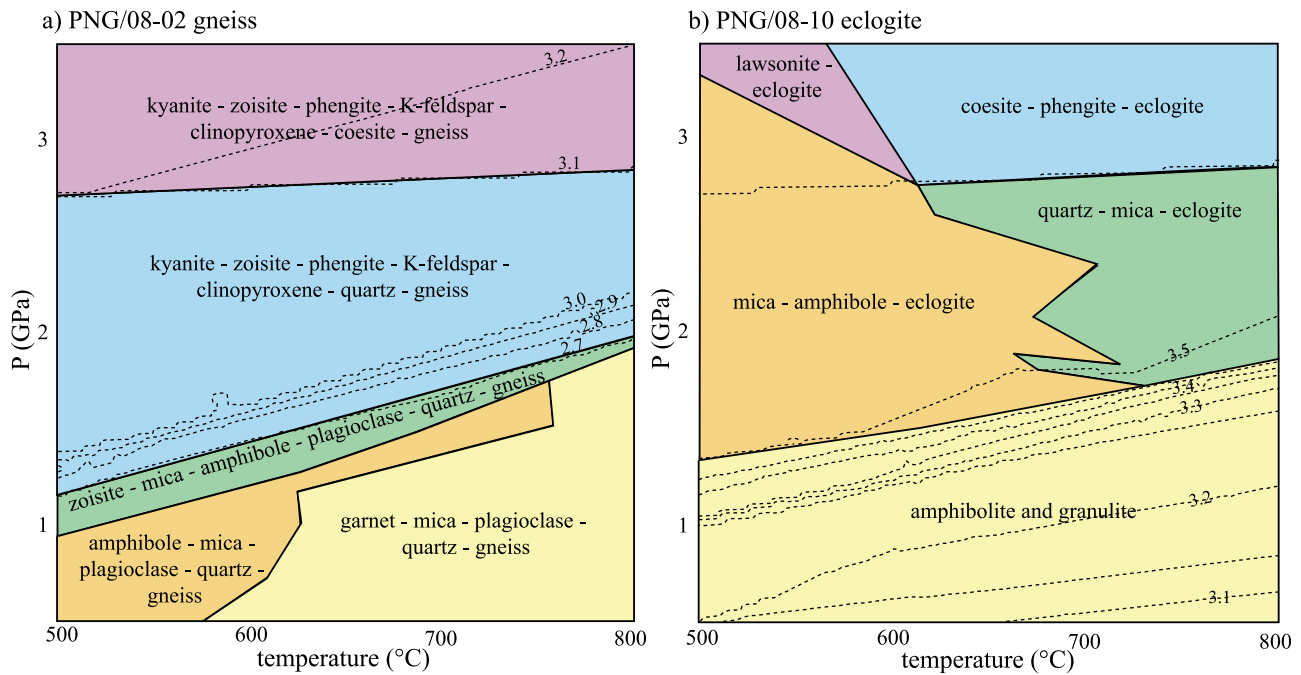 a) PNG/08-02 gneiss
3.2
kyanite - zoisite - phengite - K-feldspar -
clinopyroxene - coesite - gneiss
3
3.1
kyanite - zoisite - phengite - K-feldspar -
clinopyroxene - quartz - gneiss
P (GPa)
2
3.0
2.9
2.8
2.7
zoisite - mica - amphibole - plagioclase - quartz - gneiss
1
amphibole - mica -
plagioclase - quartz -
gneiss
garnet - mica - plagioclase -
quartz - gneiss
500
600
700
800
temperature (°C)
b) PNG/08-10 eclogite
lawsonite -
eclogite
coesite - phengite - eclogite
3
quartz - mica - eclogite
mica - amphibole - eclogite
P (GPa)
2
3.5
3.4
3.3
1
3.2
amphibolite and granulite
3.1
500
600
700
800
temperature (°C)